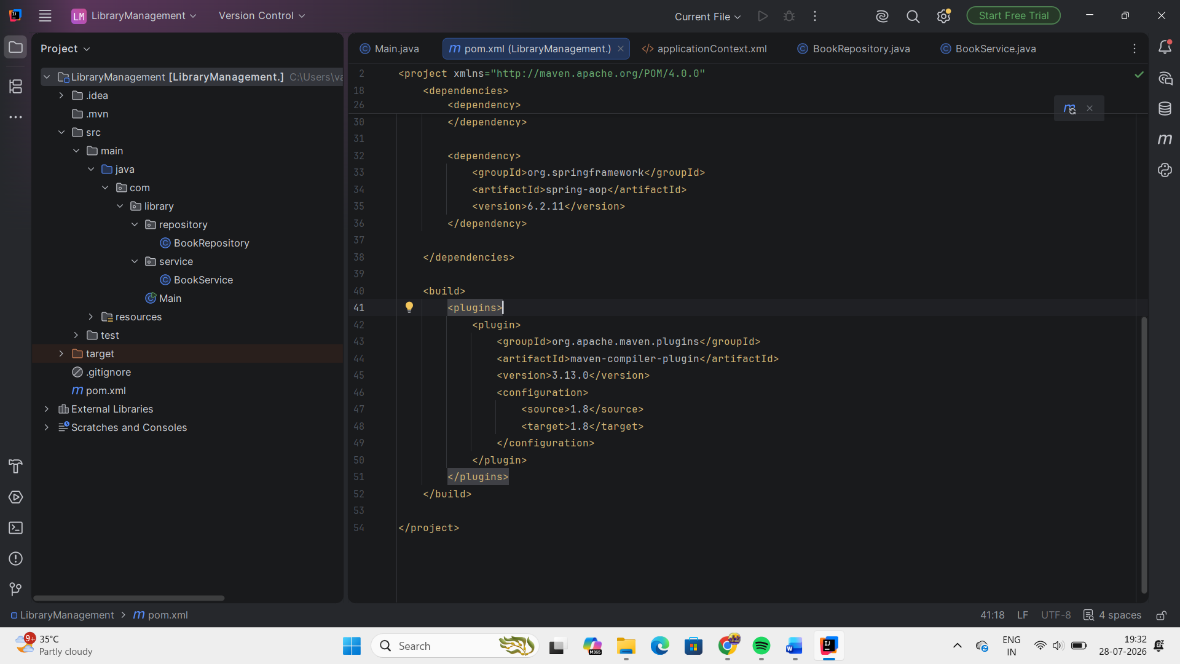 LM LibraryManagement Version Control Current File Start Free Trial
Project
Main.java pom.xml (LibraryManagement.) applicationContext.xml BookRepository.java BookService.java
LibraryManagement [LibraryManagement.] C:\Users\va
.idea
.mvn
src
main
java
com
library
repository
BookRepository
service
BookService
Main
resources
test
target
.gitignore
pom.xml
External Libraries
Scratches and Consoles
2 <project xmlns="http://maven.apache.org/POM/4.0.0"
18 <dependencies>
26 <dependency>
30 </dependency>
31
32 <dependency>
33 <groupId>org.springframework</groupId>
34 <artifactId>spring-aop</artifactId>
35 <version>6.2.11</version>
36 </dependency>
37
38 </dependencies>
39
40 <build>
41 <plugins>
42 <plugin>
43 <groupId>org.apache.maven.plugins</groupId>
44 <artifactId>maven-compiler-plugin</artifactId>
45 <version>3.13.0</version>
46 <configuration>
47 <source>1.8</source>
48 <target>1.8</target>
49 </configuration>
50 </plugin>
51 </plugins>
52 </build>
53
54 </project>
LibraryManagement > pom.xml 41:18 LF UTF-8 4 spaces
9+ 35°C
Partly cloudy
Search
ENG
IN
19:32
28-07-2026